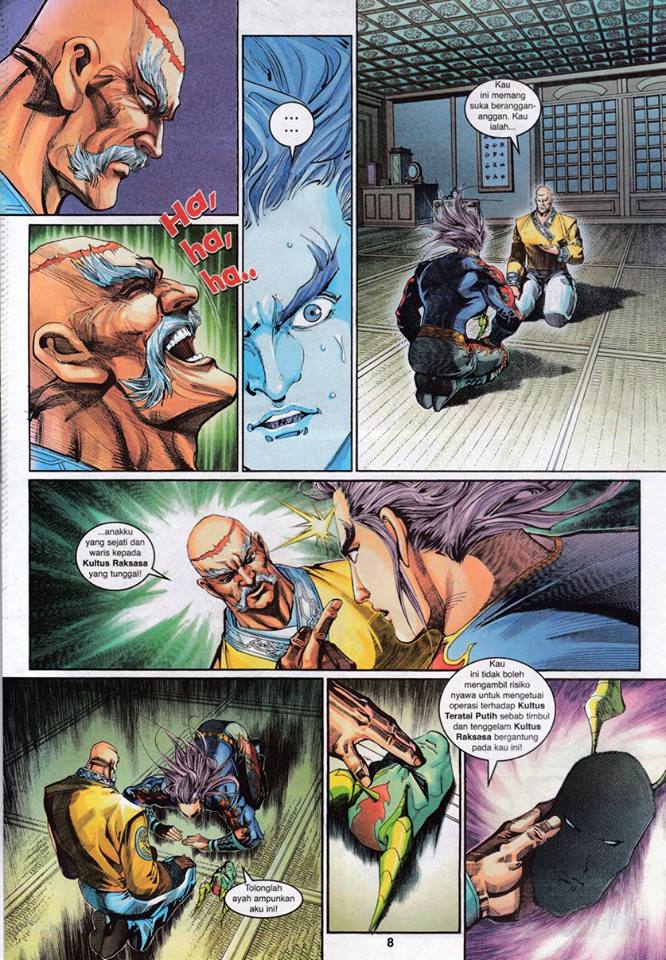 ...
...
Kau
ini memang
suka beranggan-
anggan. Kau
ialah...
Ha,
ha,
ha..
...anakku
yang sejati dan
waris kepada
Kultus Raksasa
yang tunggal!
Tolonglah
ayah ampunkan
aku ini!
Kau
ini tidak boleh
mengambil risiko
nyawa untuk mengetuai
operasi terhadap Kultus
Teratai Putih sebab timbul
dan tenggelam Kultus
Raksasa bergantung
pada kau ini!
8